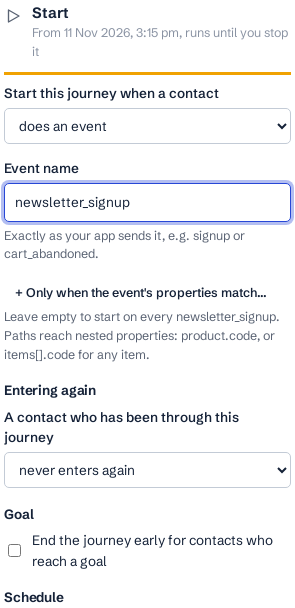 Start
From 11 Nov 2026, 3:15 pm, runs until you stop
it
Start this journey when a contact
does an event
Event name
newsletter_signup
Exactly as your app sends it, e.g. signup or
cart_abandoned.
+ Only when the event's properties match...
Leave empty to start on every newsletter_signup.
Paths reach nested properties: product.code, or
items[].code for any item.
Entering again
A contact who has been through this
journey
never enters again
Goal
End the journey early for contacts who
reach a goal
Schedule